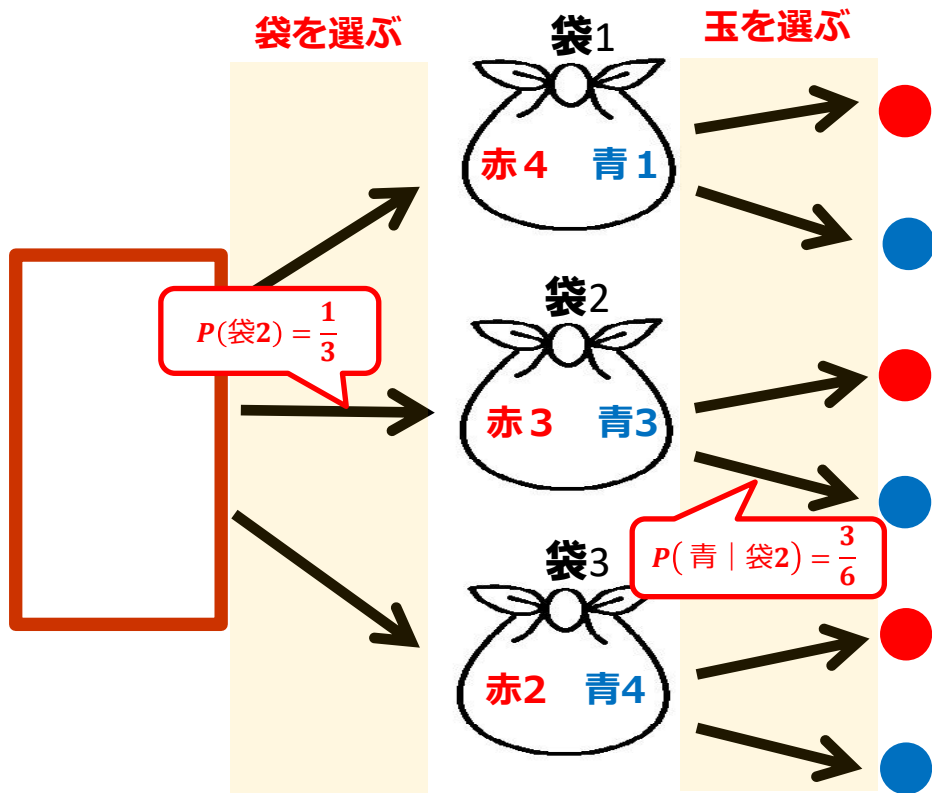 袋を選ぶ
袋1
玉を選ぶ
赤４ 青１
袋2
P(袋2) = 1/3
赤３ 青3
袋3
P( 青 | 袋2) = 3/6
赤2 青4